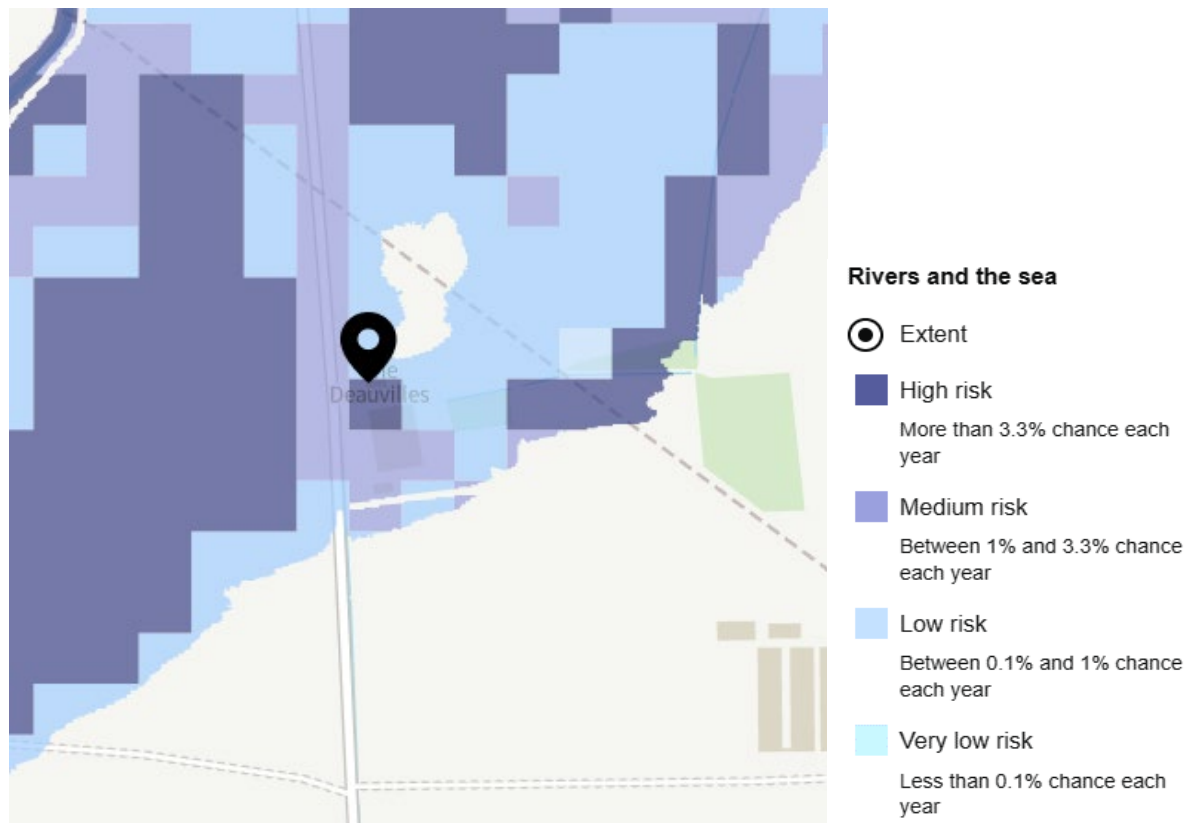 Deauvilles
Rivers and the sea
Extent
High risk
More than 3.3% chance each
year
Medium risk
Between 1% and 3.3% chance
each year
Low risk
Between 0.1% and 1% chance
each year
Very low risk
Less than 0.1% chance each
year